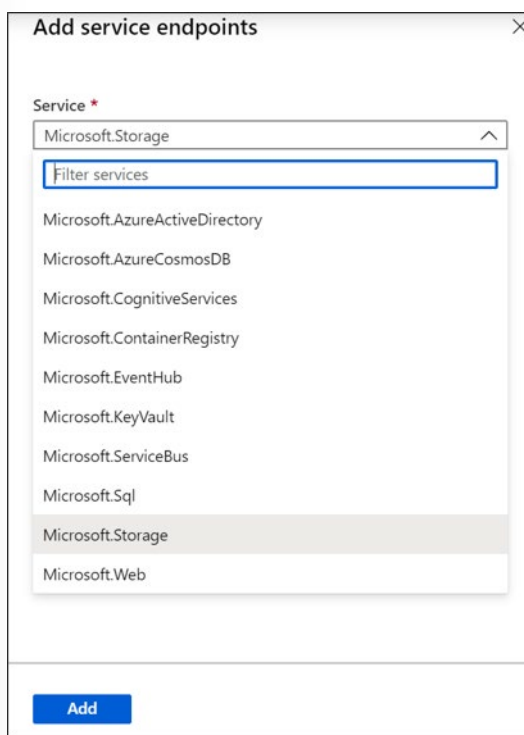 Add service endpoints
Service *
Microsoft.Storage
Filter services
Microsoft.AzureActiveDirectory
Microsoft.AzureCosmosDB
Microsoft.CognitiveServices
Microsoft.ContainerRegistry
Microsoft.EventHub
Microsoft.KeyVault
Microsoft.ServiceBus
Microsoft.Sql
Microsoft.Storage
Microsoft.Web
Add